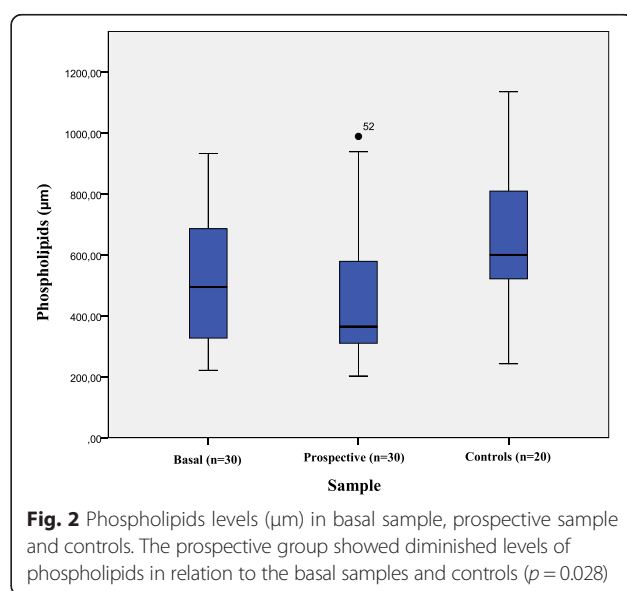 1200,00
1000,00
800,00
600,00
400,00
200,00
,00
Phospholipids (µm)
52
Basal (n=30) Prospective (n=30) Controls (n=20)
Sample
Fig. 2 Phospholipids levels (μm) in basal sample, prospective sample
and controls. The prospective group showed diminished levels of
phospholipids in relation to the basal samples and controls (p = 0.028)